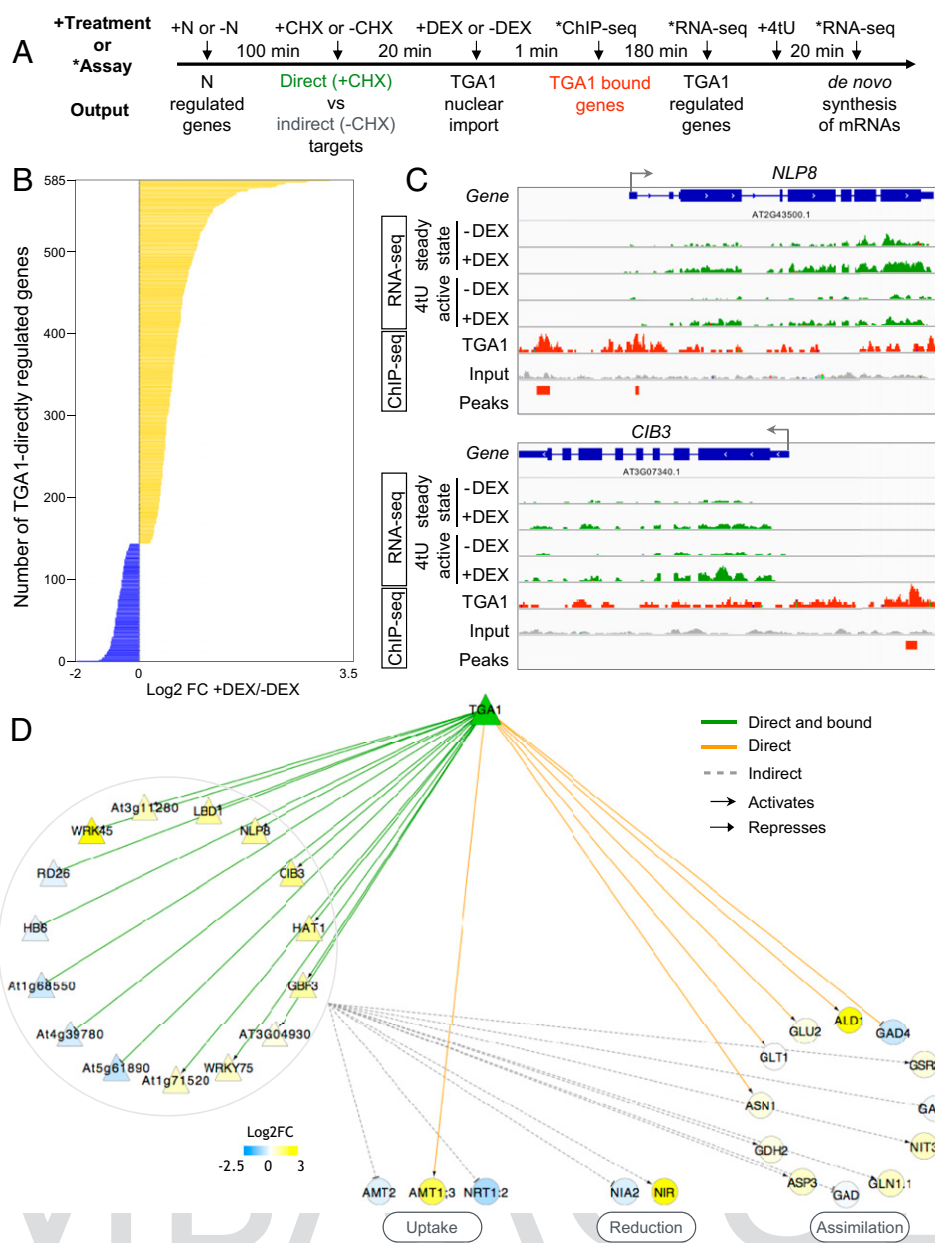 A
+Treatment
or
*Assay
+N or -N
+CHX or -CHX
+DEX or -DEX
*ChIP-seq
*RNA-seq
+4tU
*RNA-seq
100 min
20 min
1 min
180 min
20 min
Output
N
regulated
genes
Direct (+CHX)
vs
indirect (-CHX)
targets
TGA1
nuclear
import
TGA1 bound
genes
TGA1
regulated
genes
de novo
synthesis
of mRNAs
B
Number of TGA1-directly regulated genes
585
500
400
300
200
100
0
-2
0
3.5
Log2 FC +DEX/-DEX
C
NLP8
Gene
AT2G43500.1
RNA-seq
steady
state
-DEX
+DEX
4tU
active
-DEX
+DEX
ChIP-seq
TGA1
Input
Peaks
CIB3
Gene
AT3G07340.1
RNA-seq
steady
state
-DEX
+DEX
4tU
active
-DEX
+DEX
ChIP-seq
TGA1
Input
Peaks
D
TGA1
Direct and bound
Direct
Indirect
Activates
Represses
At3g11280
LBD1
WRK45
NLP8
RD26
CIB3
HB6
HAT1
At1g68550
GBF3
At4g39780
AT3G04930
At5g61890
At1g71520
WRKY75
Log2FC
-2.5
0
3
GLU2
ALD1
GAD4
GLT1
ASN1
GDH2
NIT3
ASP3
GAD
GLN1.1
AMT2
AMT1;3
NRT1:2
NIA2
NIR
Uptake
Reduction
Assimilation